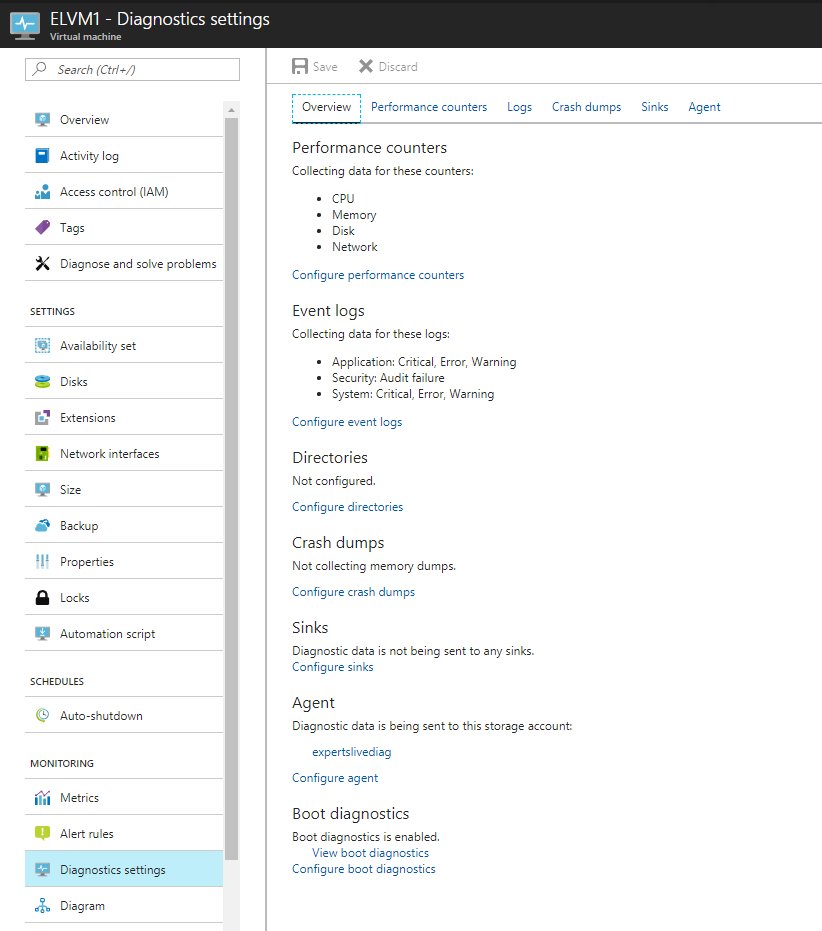 ELVM1 - Diagnostics settings
Virtual machine
Search (Ctrl+/)
Overview
Activity log
Access control (IAM)
Tags
Diagnose and solve problems
SETTINGS
Availability set
Disks
Extensions
Network interfaces
Size
Backup
Properties
Locks
Automation script
SCHEDULES
Auto-shutdown
MONITORING
Metrics
Alert rules
Diagnostics settings
Diagram
Save Discard
Overview Performance counters Logs Crash dumps Sinks Agent
Performance counters
Collecting data for these counters:
• CPU
• Memory
• Disk
• Network
Configure performance counters
Event logs
Collecting data for these logs:
• Application: Critical, Error, Warning
• Security: Audit failure
• System: Critical, Error, Warning
Configure event logs
Directories
Not configured.
Configure directories
Crash dumps
Not collecting memory dumps.
Configure crash dumps
Sinks
Diagnostic data is not being sent to any sinks.
Configure sinks
Agent
Diagnostic data is being sent to this storage account:
expertslivediag
Configure agent
Boot diagnostics
Boot diagnostics is enabled.
View boot diagnostics
Configure boot diagnostics